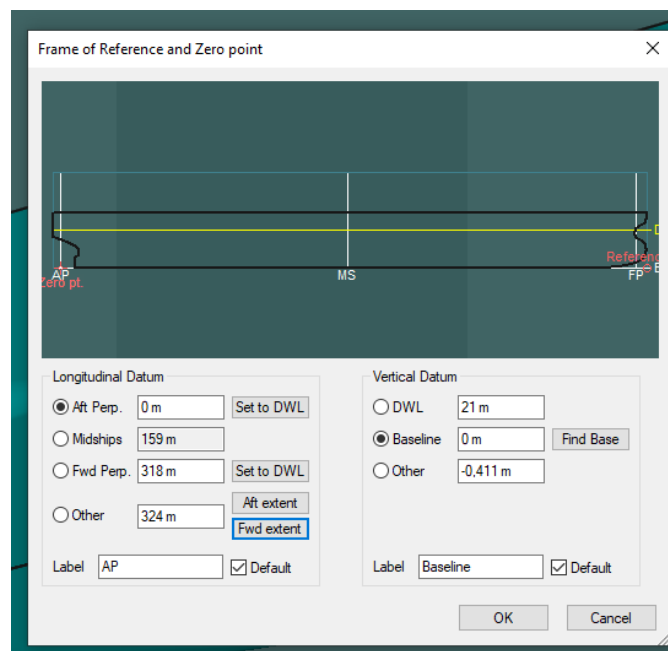 Frame of Reference and Zero point
D
Referenc
AP
MS
FP
B
Zero pt.
Longitudinal Datum
Aft Perp. 0 m Set to DWL
Midships 159 m
Fwd Perp. 318 m Set to DWL
Other 324 m Aft extent
Fwd extent
Label AP Default
Vertical Datum
DWL 21 m
Baseline 0 m Find Base
Other -0,411 m
Label Baseline Default
OK Cancel